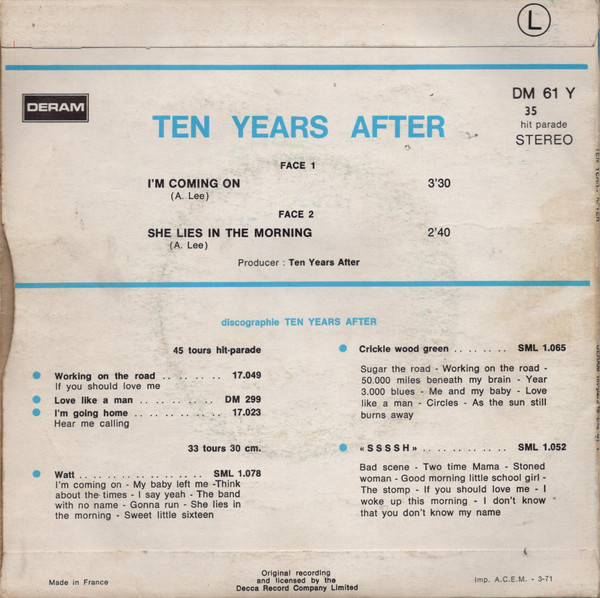 L
DERAM
DM 61 Y
35
hit parade
STEREO
TEN YEARS AFTER
FACE 1
I'M COMING ON 3'30
(A. Lee)
FACE 2
SHE LIES IN THE MORNING 2'40
(A. Lee)
Producer : Ten Years After
discographie TEN YEARS AFTER
45 tours hit-parade
Working on the road .. .. .. .. .. 17.049
If you should love me
Love like a man .. .. .. .. .. DM 299
I'm going home .. .. .. .. .. 17.023
Hear me calling
33 tours 30 cm.
Watt .. .. .. .. .. .. .. .. .. SML 1.078
I'm coming on - My baby left me -Think
about the times - I say yeah - The band
with no name - Gonna run - She lies in
the morning - Sweet little sixteen
Crickle wood green .. .. .. .. SML 1.065
Sugar the road - Working on the road -
50.000 miles beneath my brain - Year
3.000 blues - Me and my baby - Love
like a man - Circles - As the sun still
burns away
« S S S S H » .. .. .. .. .. .. SML 1.052
Bad scene - Two time Mama - Stoned
woman - Good morning little school girl -
The stomp - If you should love me - I
woke up this morning - I don't know
that you don't know my name
Made in France
Original recording
and licensed by the
Decca Record Company Limited
Imp. A.C.E.M. - 3-71